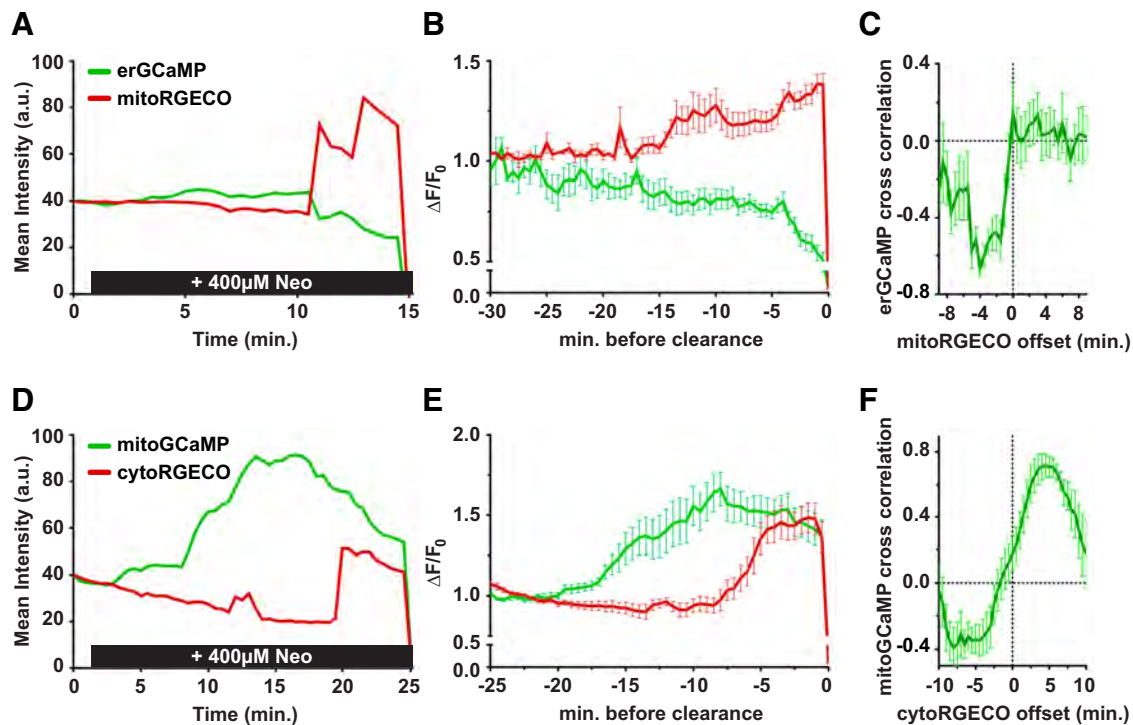 A
B
C
100
80
60
40
20
0
Mean Intensity (a.u.)
erGCaMP
mitoRGECO
+ 400μM Neo
0 5 10 15
Time (min.)
1.5
1.0
0.5
0.0
ΔF/F0
-30 -25 -20 -15 -10 -5 0
min. before clearance
0.4
0.0
-0.4
-0.8
erGCaMP cross correlation
-8 -4 0 4 8
mitoRGECO offset (min.)
D
E
F
100
80
60
40
20
0
Mean Intensity (a.u.)
mitoGCaMP
cytoRGECO
+ 400μM Neo
0 5 10 15 20 25
Time (min.)
2.0
1.5
1.0
0.5
0.0
ΔF/F0
-25 -20 -15 -10 -5 0
min. before clearance
0.8
0.4
0.0
-0.4
mitoGCaMP cross correlation
-10 -5 0 5 10
cytoRGECO offset (min.)